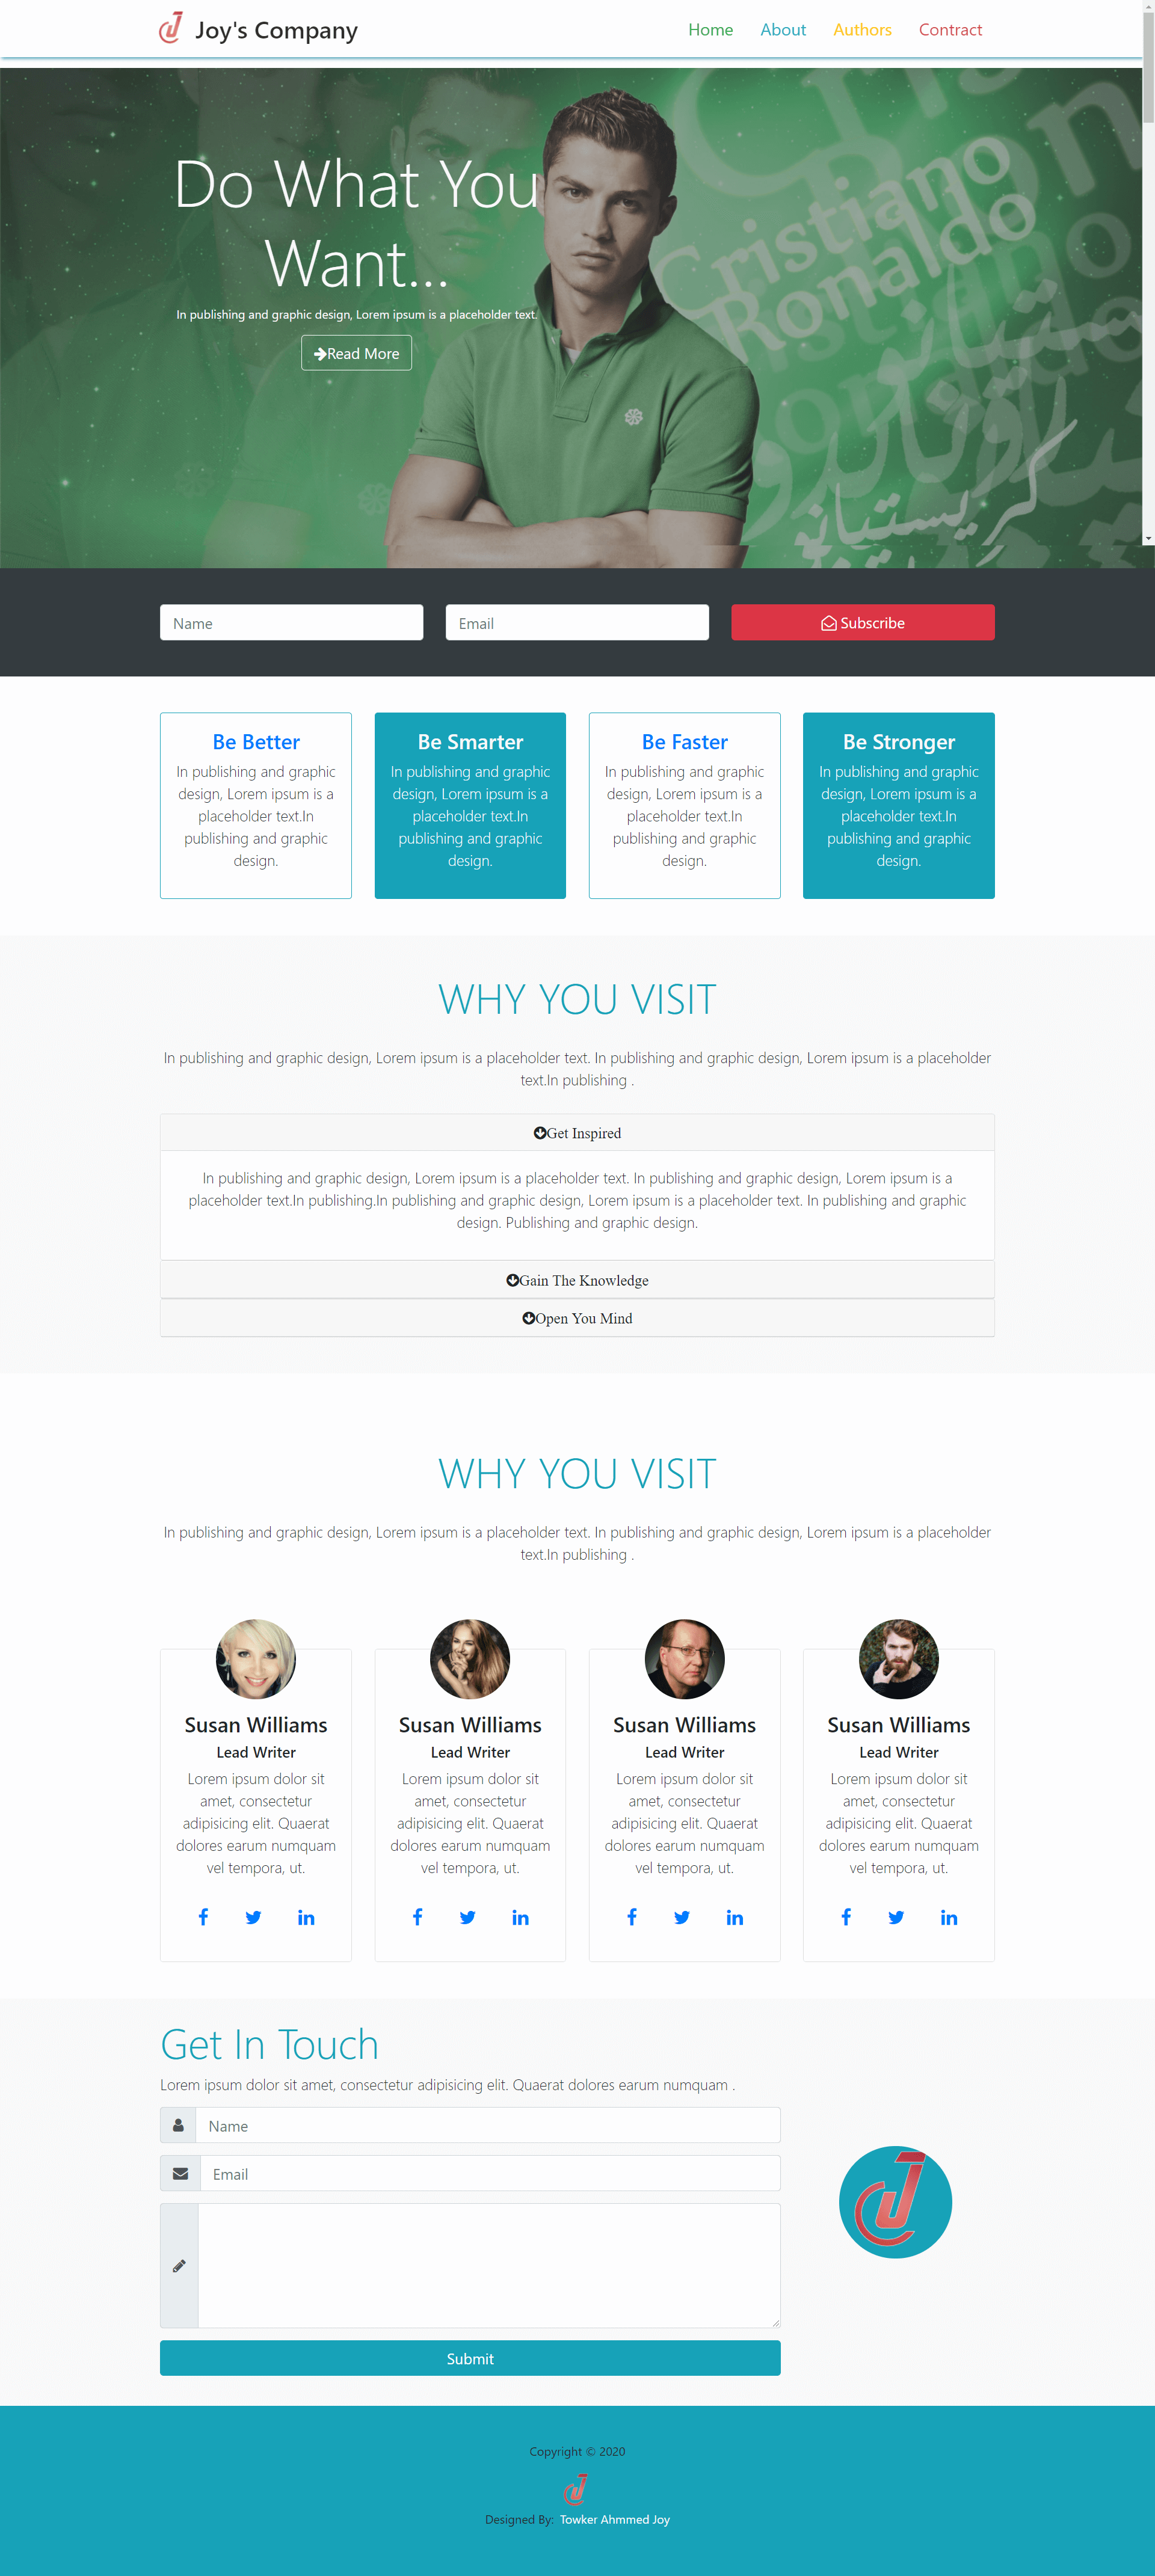 Joy's Company
Home About Authors Contract
Cristiano
Ronaldo
Do What You
Want...
In publishing and graphic design, Lorem ipsum is a placeholder text.
Read More
Name
Email
Subscribe
Be Better
In publishing and graphic
design, Lorem ipsum is a
placeholder text.In
publishing and graphic
design.
Be Smarter
In publishing and graphic
design, Lorem ipsum is a
placeholder text.In
publishing and graphic
design.
Be Faster
In publishing and graphic
design, Lorem ipsum is a
placeholder text.In
publishing and graphic
design.
Be Stronger
In publishing and graphic
design, Lorem ipsum is a
placeholder text.In
publishing and graphic
design.
WHY YOU VISIT
In publishing and graphic design, Lorem ipsum is a placeholder text. In publishing and graphic design, Lorem ipsum is a placeholder
text.In publishing .
Get Inspired
In publishing and graphic design, Lorem ipsum is a placeholder text. In publishing and graphic design, Lorem ipsum is a
placeholder text.In publishing.In publishing and graphic design, Lorem ipsum is a placeholder text. In publishing and graphic
design. Publishing and graphic design.
Gain The Knowledge
Open You Mind
WHY YOU VISIT
In publishing and graphic design, Lorem ipsum is a placeholder text. In publishing and graphic design, Lorem ipsum is a placeholder
text.In publishing .
Susan Williams
Lead Writer
Lorem ipsum dolor sit
amet, consectetur
adipisicing elit. Quaerat
dolores earum numquam
vel tempora, ut.
Susan Williams
Lead Writer
Lorem ipsum dolor sit
amet, consectetur
adipisicing elit. Quaerat
dolores earum numquam
vel tempora, ut.
Susan Williams
Lead Writer
Lorem ipsum dolor sit
amet, consectetur
adipisicing elit. Quaerat
dolores earum numquam
vel tempora, ut.
Susan Williams
Lead Writer
Lorem ipsum dolor sit
amet, consectetur
adipisicing elit. Quaerat
dolores earum numquam
vel tempora, ut.
Get In Touch
Lorem ipsum dolor sit amet, consectetur adipisicing elit. Quaerat dolores earum numquam .
Name
Email
Submit
Copyright © 2020
Designed By: Towker Ahmmed Joy